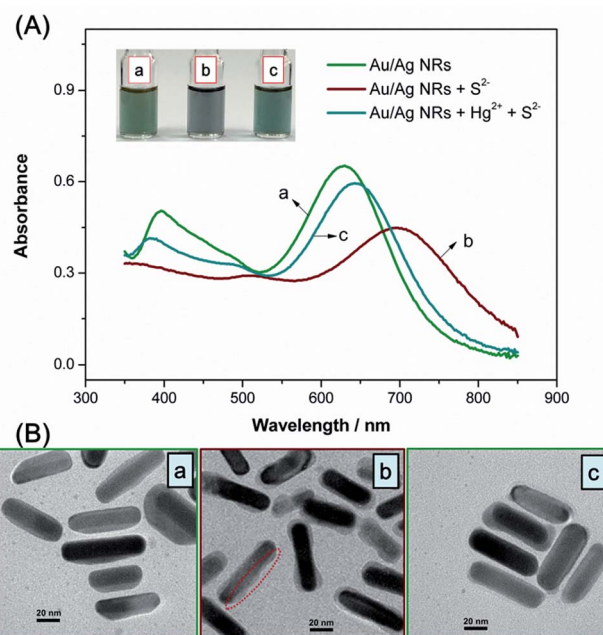 (A)
a
b
c
Au/Ag NRs
Au/Ag NRs + S²⁻
Au/Ag NRs + Hg²⁺ + S²⁻
0.9
0.6
0.3
0.0
Absorbance
a
c
b
300
400
500
600
700
800
900
Wavelength / nm
(B)
a
b
c
20 nm
20 nm
20 nm